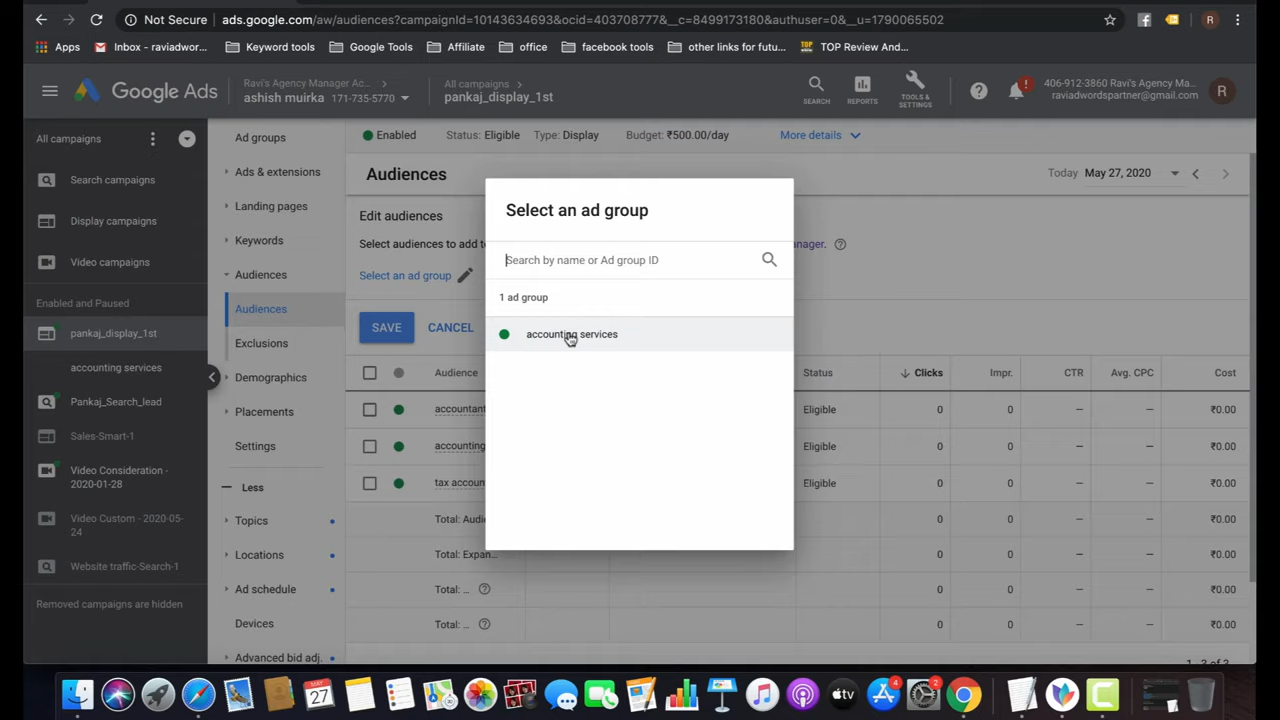 Not Secure | ads.google.com/aw/audiences?campaignId=10143634693&ocid=403708777&__c=8499173180&authuser=0&__u=1790065502
Apps
Inbox - raviadwor...
Keyword tools
Google Tools
Affiliate
office
facebook tools
other links for futu...
TOP Review And...
Google Ads
Ravi's Agency Manager Ac...
ashish muirka 171-735-5770
All campaigns
pankaj_display_1st
SEARCH
REPORTS
TOOLS &
SETTINGS
406-912-3860 Ravi's Agency Ma...
raviadwordspartner@gmail.com
R
All campaigns
Search campaigns
Display campaigns
Video campaigns
Enabled and Paused
pankaj_display_1st
accounting services
Pankaj_Search_lead
Sales-Smart-1
Video Consideration -
2020-01-28
Video Custom - 2020-05-
24
Website traffic-Search-1
Removed campaigns are hidden
Ad groups
Ads & extensions
Landing pages
Keywords
Audiences
Audiences
Exclusions
Demographics
Placements
Settings
Less
Topics
Locations
Ad schedule
Devices
Advanced bid adj.
Enabled Status: Eligible Type: Display Budget: ₹500.00/day More details
Audiences
Today May 27, 2020
Edit audiences
Select audiences to add t
nager.
Select an ad group
SAVE CANCEL
Select an ad group
Search by name or Ad group ID
1 ad group
accounting services
Audience Status Clicks Impr. CTR Avg. CPC Cost
accountant Eligible 0 0 — — ₹0.00
accounting Eligible 0 0 — — ₹0.00
tax accoun Eligible 0 0 — — ₹0.00
Total: Audi 0 0 — — ₹0.00
Total: Expan... 0 0 — — ₹0.00
Total: ... 0 0 — — ₹0.00
Total: ... 0 0 — — ₹0.00
1 - 3 of 3
MAY
27
tv
4
2